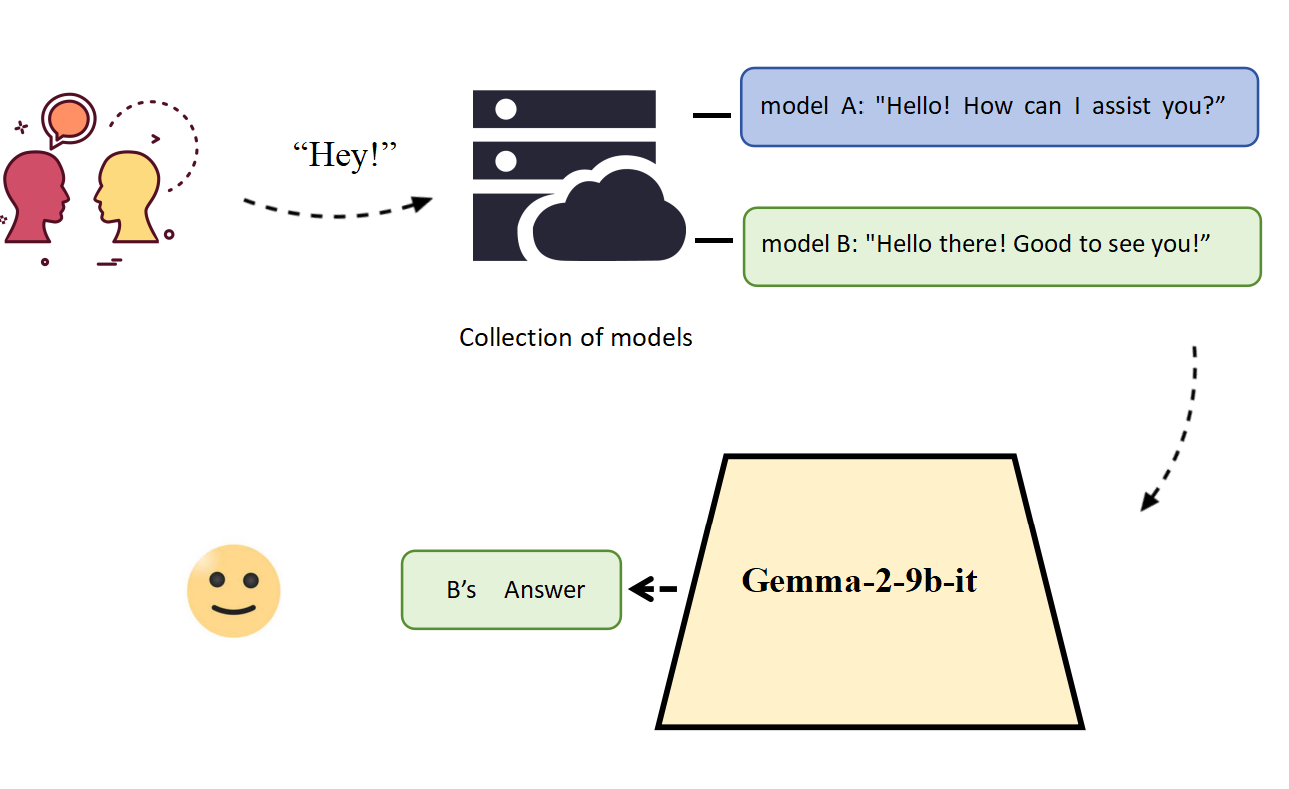 “Hey!”
model A: "Hello! How can I assist you?”
model B: "Hello there! Good to see you!”
Collection of models
Gemma-2-9b-it
B’s Answer